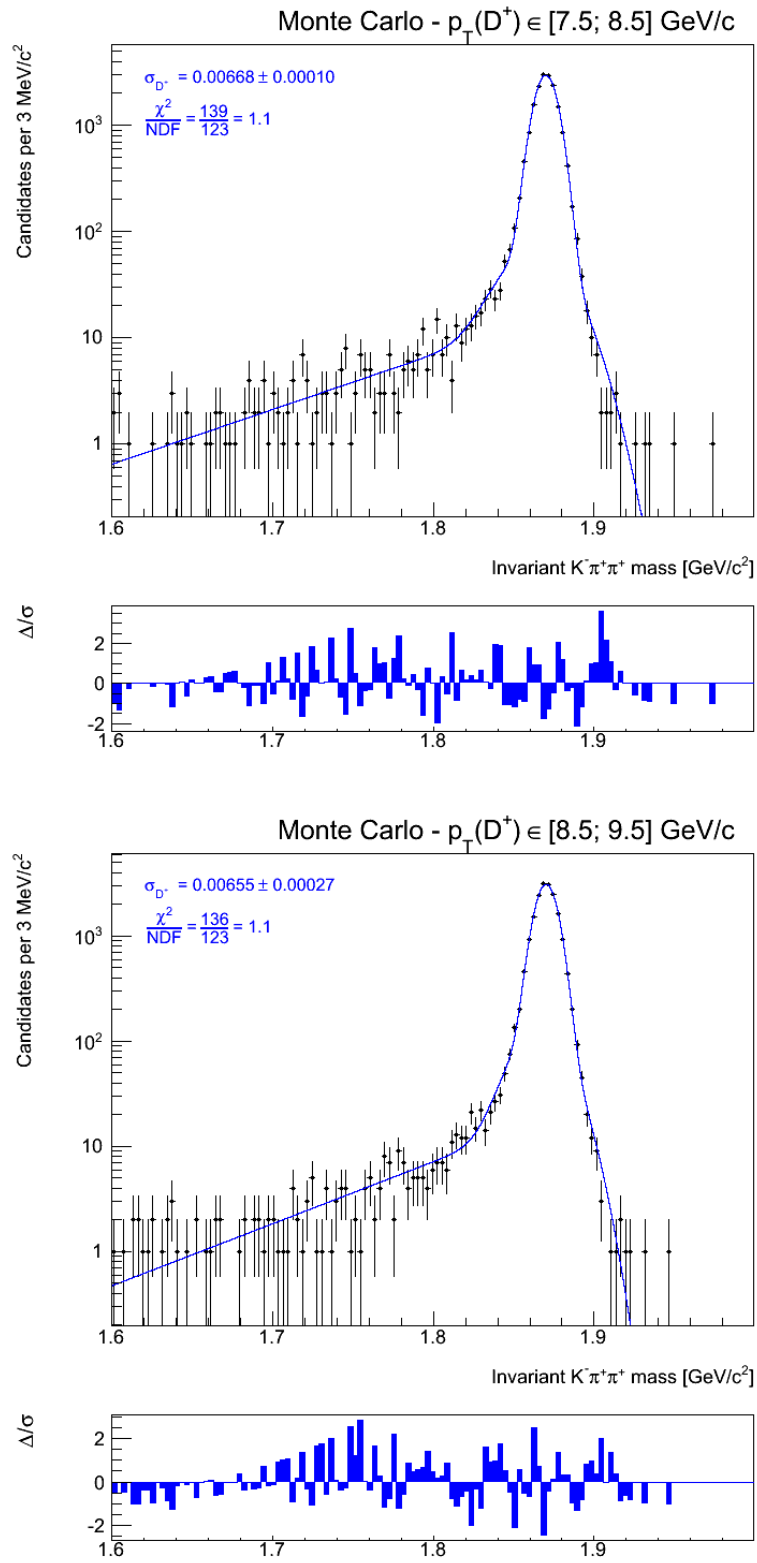 Monte Carlo - p_T(D⁺) ∈ [7.5; 8.5] GeV/c
Candidates per 3 MeV/c²
σ_D⁺ = 0.00668 ± 0.00010
χ²/NDF = 139/123 = 1.1
10³
10²
10
1
1.6 1.7 1.8 1.9
Invariant K⁻π⁺π⁺ mass [GeV/c²]
Δ/σ
2
0
-2
1.6 1.7 1.8 1.9
Monte Carlo - p_T(D⁺) ∈ [8.5; 9.5] GeV/c
Candidates per 3 MeV/c²
σ_D⁺ = 0.00655 ± 0.00027
χ²/NDF = 136/123 = 1.1
10³
10²
10
1
1.6 1.7 1.8 1.9
Invariant K⁻π⁺π⁺ mass [GeV/c²]
Δ/σ
2
0
-2
1.6 1.7 1.8 1.9